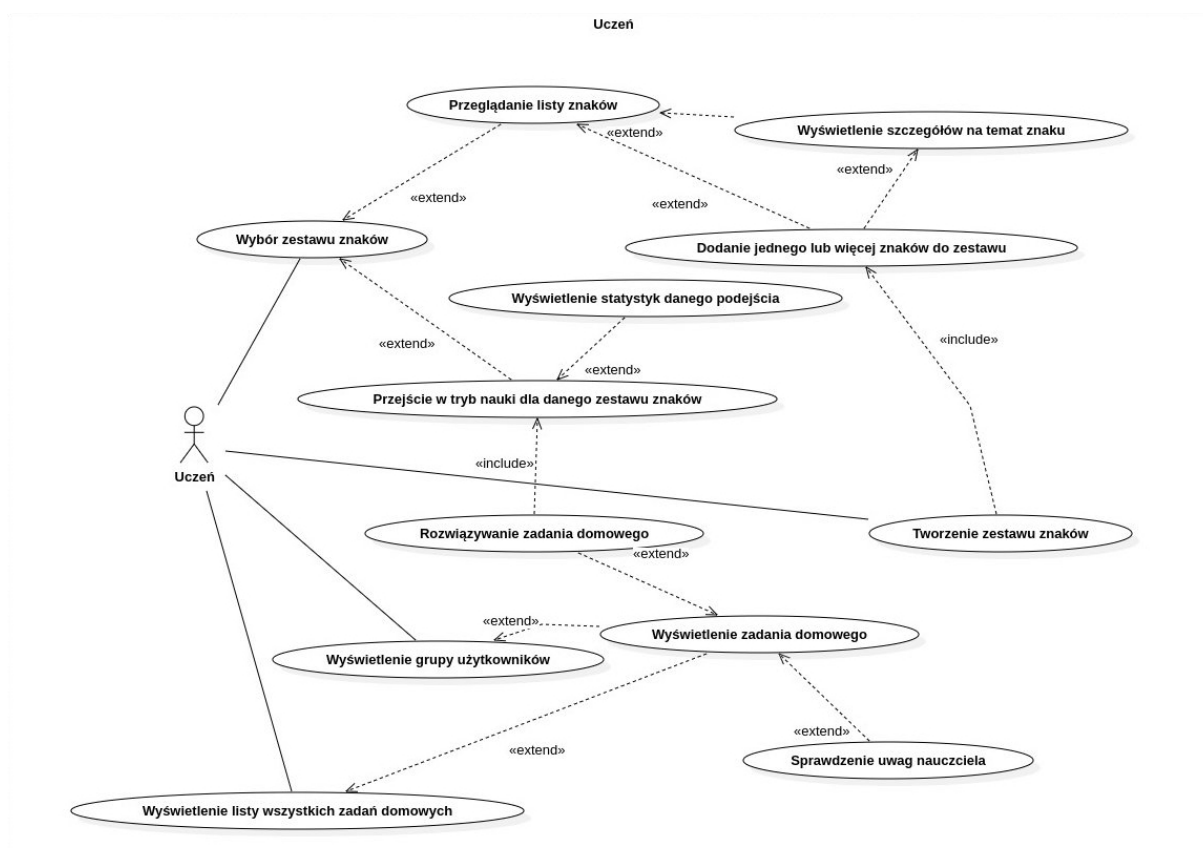 Uczeń
Przeglądanie listy znaków
«extend»
Wyświetlenie szczegółów na temat znaku
«extend»
«extend»
«extend»
Wybór zestawu znaków
Dodanie jednego lub więcej znaków do zestawu
Wyświetlenie statystyk danego podejścia
«extend»
«include»
«extend»
Przejście w tryb nauki dla danego zestawu znaków
«include»
Uczeń
Rozwiązywanie zadania domowego
Tworzenie zestawu znaków
«extend»
«extend»
Wyświetlenie zadania domowego
Wyświetlenie grupy użytkowników
«extend»
«extend»
Sprawdzenie uwag nauczciela
Wyświetlenie listy wszystkich zadań domowych